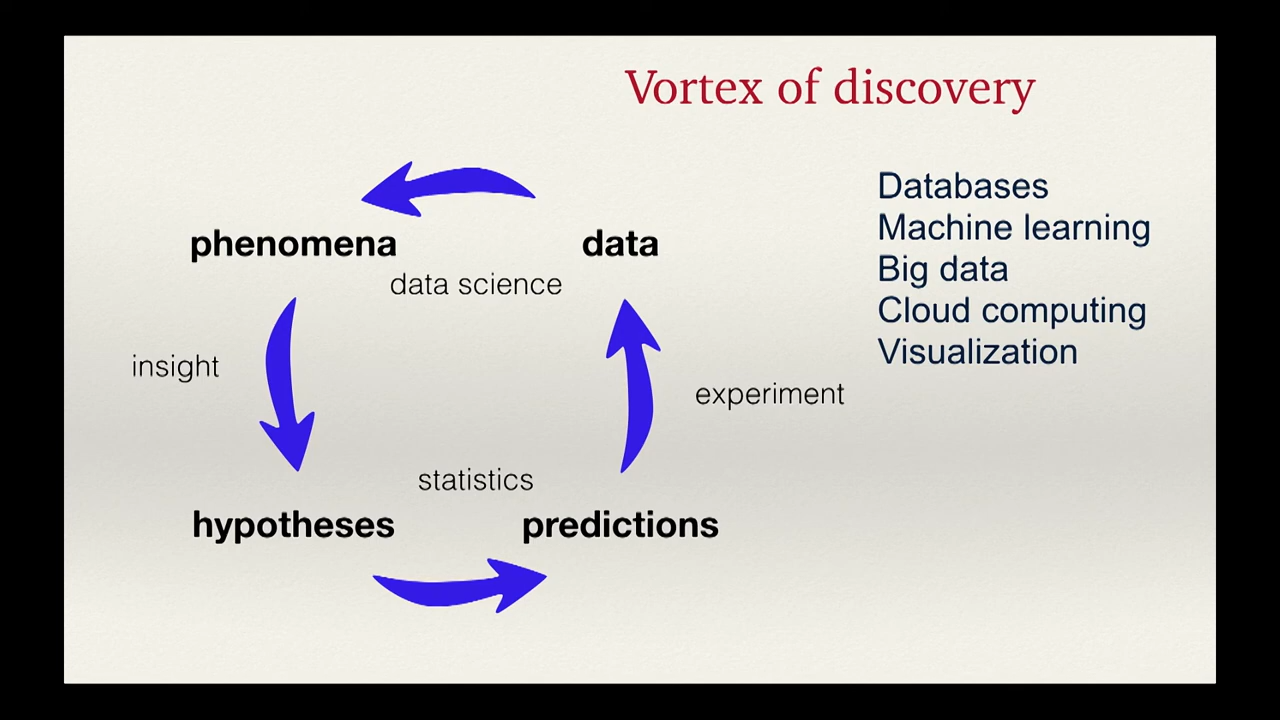 Vortex of discovery
phenomena
data
data science
insight
experiment
statistics
hypotheses
predictions
Databases
Machine learning
Big data
Cloud computing
Visualization